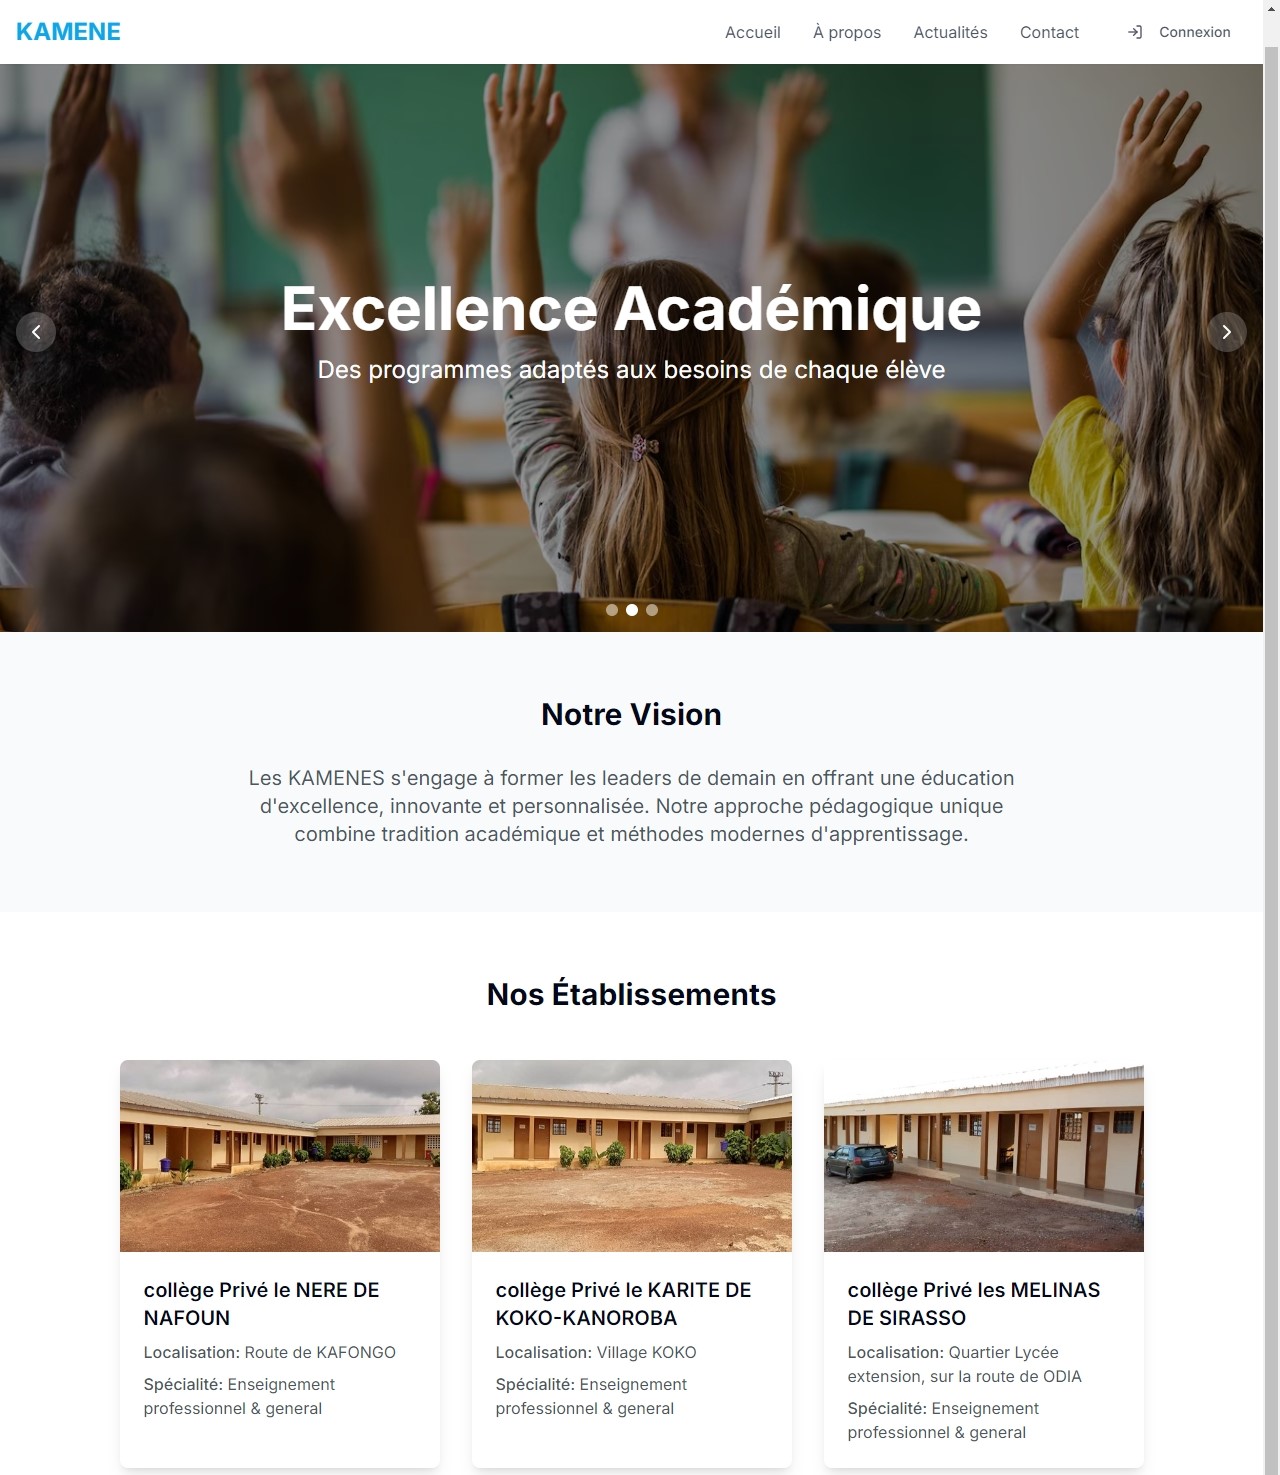 KAMENE
Accueil
À propos
Actualités
Contact
Connexion
Excellence Académique
Des programmes adaptés aux besoins de chaque élève
Notre Vision
Les KAMENES s'engage à former les leaders de demain en offrant une éducation
d'excellence, innovante et personnalisée. Notre approche pédagogique unique
combine tradition académique et méthodes modernes d'apprentissage.
Nos Établissements
collège Privé le NERE DE
NAFOUN
Localisation: Route de KAFONGO
Spécialité: Enseignement
professionnel & general
collège Privé le KARITE DE
KOKO-KANOROBA
Localisation: Village KOKO
Spécialité: Enseignement
professionnel & general
collège Privé les MELINAS
DE SIRASSO
Localisation: Quartier Lycée
extension, sur la route de ODIA
Spécialité: Enseignement
professionnel & general